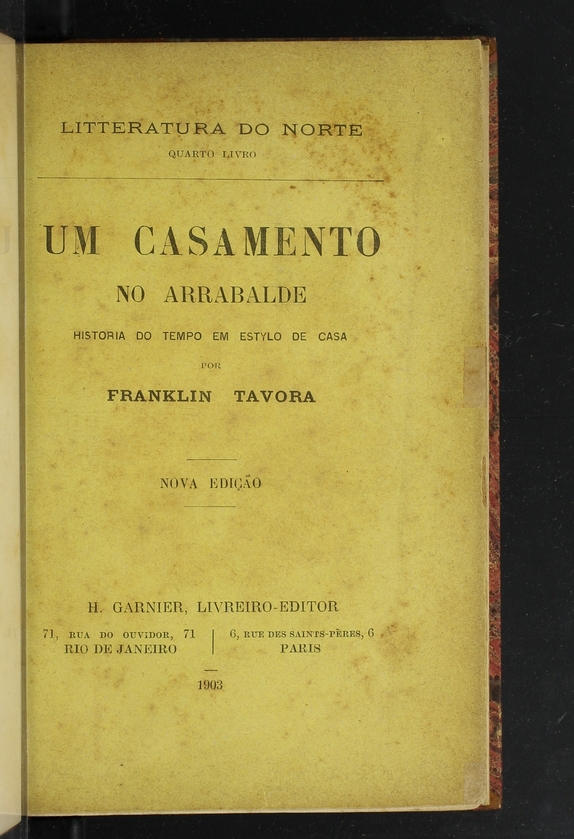 LITTERATURA DO NORTE
QUARTO LIVRO
UM CASAMENTO
NO ARRABALDE
HISTORIA DO TEMPO EM ESTYLO DE CASA
POR
FRANKLIN TAVORA
NOVA EDIÇÃO
H. GARNIER, LIVREIRO-EDITOR
71, RUA DO OUVIDOR, 71
RIO DE JANEIRO
6, RUE DES SAINTS-PÈRES, 6
PARIS
1903